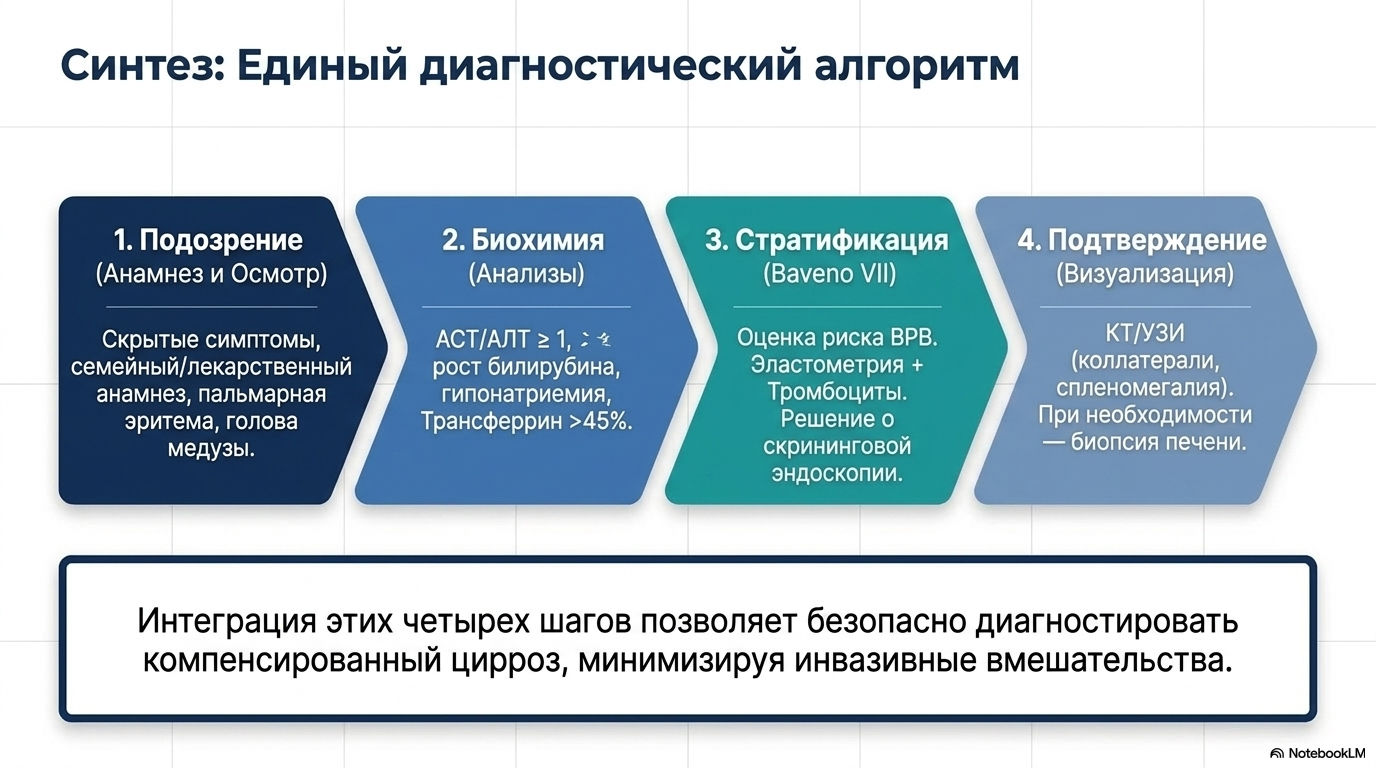 Синтез: Единый диагностический алгоритм
1. Подозрение
(Анамнез и Осмотр)
Скрытые симптомы,
семейный/лекарственный
анамнез, пальмарная
эритема, голова
медузы.
2. Биохимия
(Анализы)
АСТ/АЛТ ≥ 1,
рост билирубина,
гипонатриемия,
Трансферрин >45%.
3. Стратификация
(Baveno VII)
Оценка риска ВРВ.
Эластометрия +
Тромбоциты.
Решение о
скрининговой
эндоскопии.
4. Подтверждение
(Визуализация)
КТ/УЗИ
(коллатерали,
спленомегалия).
При необходимости
— биопсия печени.
Интеграция этих четырех шагов позволяет безопасно диагностировать
компенсированный цирроз, минимизируя инвазивные вмешательства.
NotebookLM